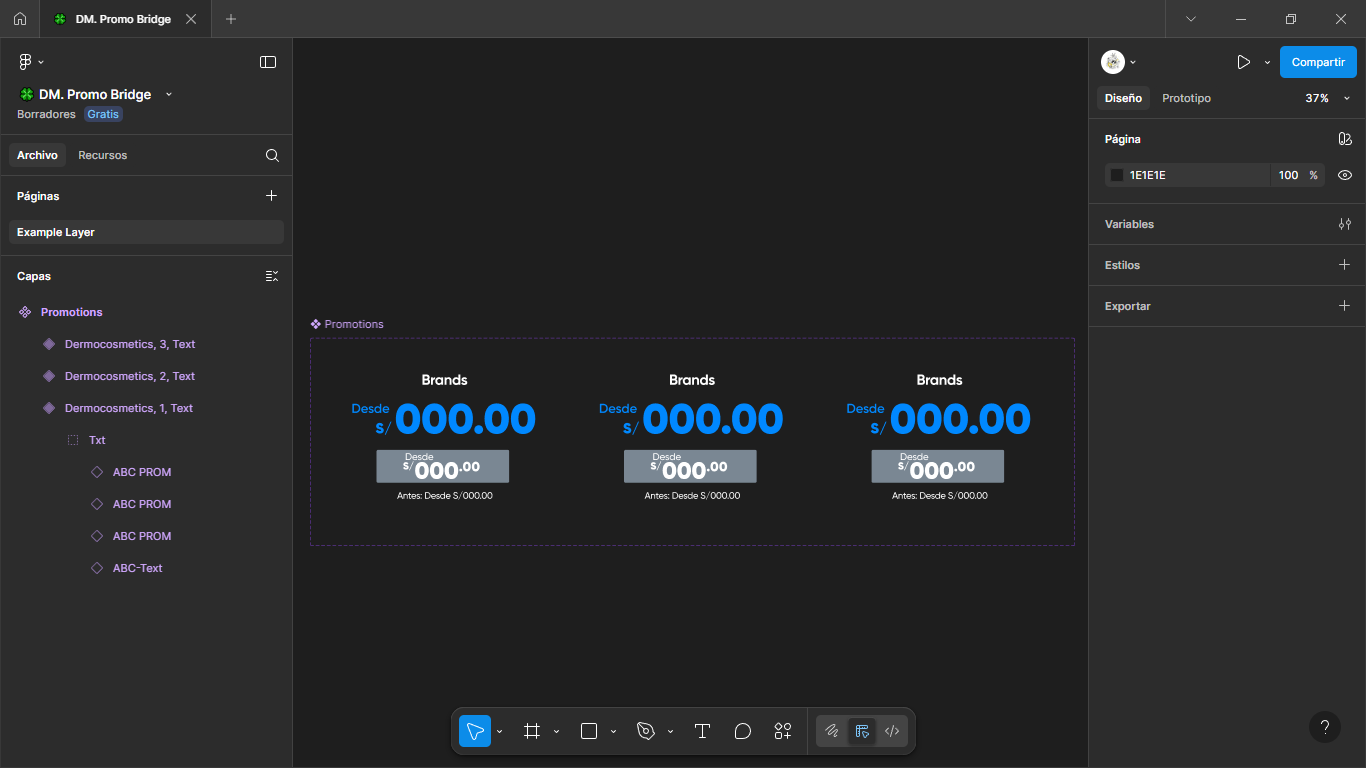 DM. Promo Bridge
DM. Promo Bridge
Borradores Gratis
Archivo Recursos
Páginas
Example Layer
Capas
Promotions
Dermocosmetics, 3, Text
Dermocosmetics, 2, Text
Dermocosmetics, 1, Text
Txt
ABC PROM
ABC PROM
ABC PROM
ABC-Text
Promotions
Brands
Desde
S/ 000.00
Desde
S/ 000.00
Antes: Desde S/000.00
Brands
Desde
S/ 000.00
Desde
S/ 000.00
Antes: Desde S/000.00
Brands
Desde
S/ 000.00
Desde
S/ 000.00
Antes: Desde S/000.00
Compartir
Diseño Prototipo 37%
Página
1E1E1E 100 %
Variables
Estilos
Exportar
?